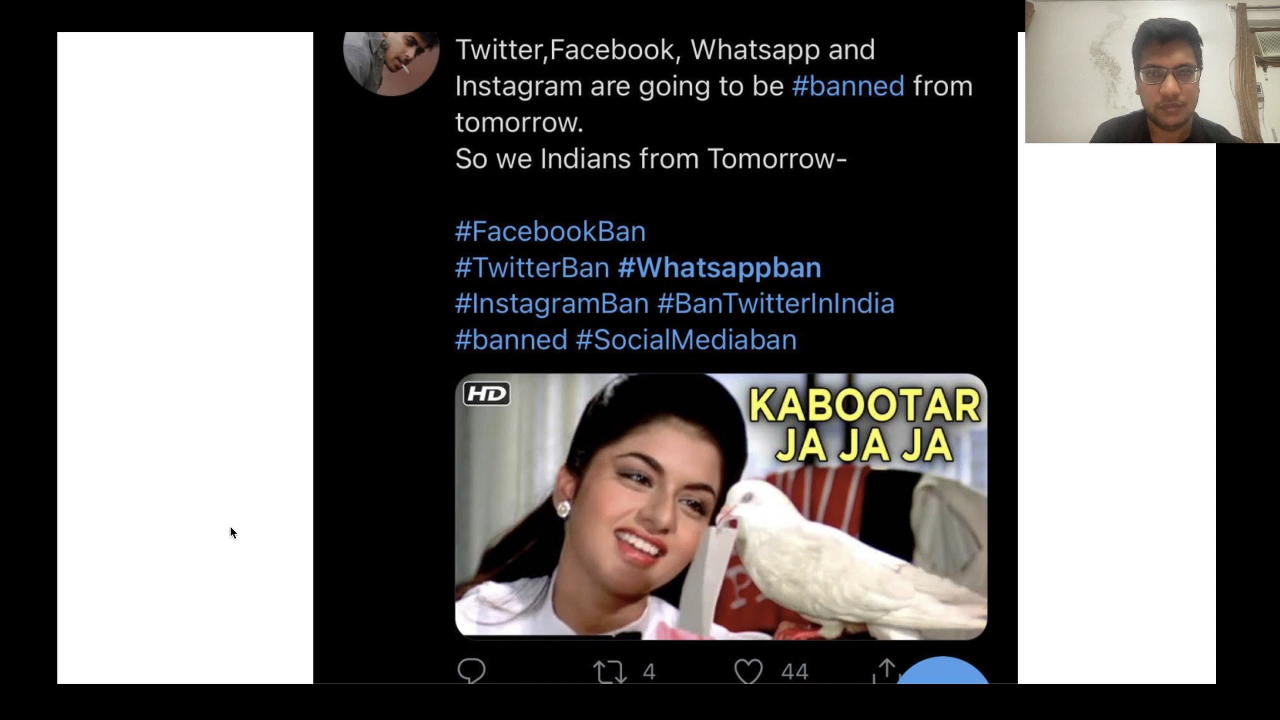 Twitter,Facebook, Whatsapp and
Instagram are going to be #banned from
tomorrow.
So we Indians from Tomorrow-
#FacebookBan
#TwitterBan #Whatsappban
#InstagramBan #BanTwitterInIndia
#banned #SocialMediaban
HD
KABOOTAR
JA JA JA
4 44